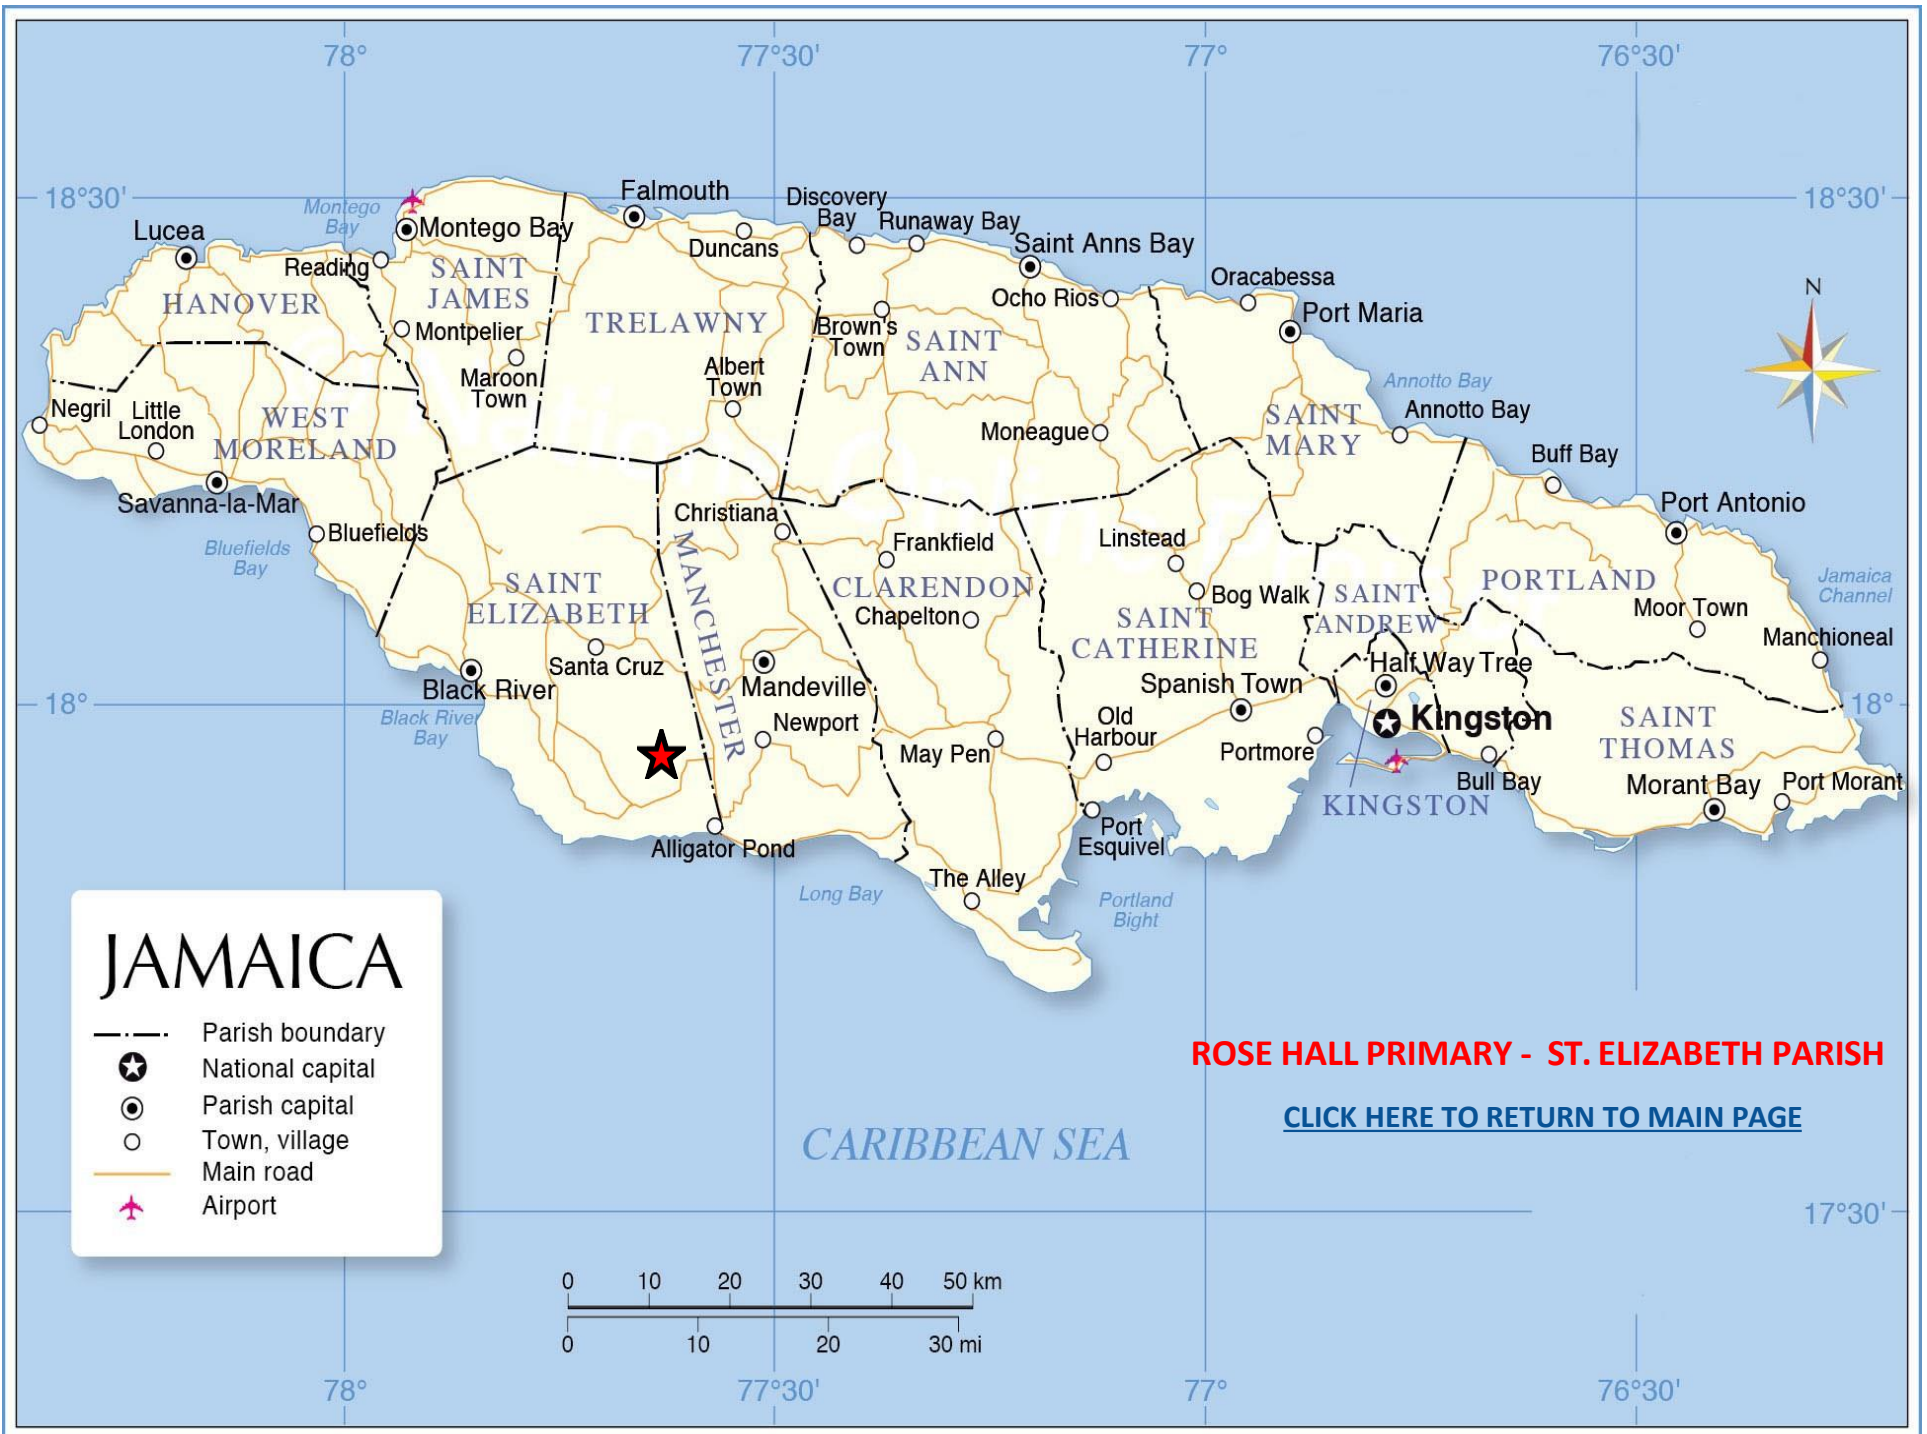 78°
77°30'
77°
76°30'
18°30'
18°30'
Montego
Bay
Lucea
Montego Bay
Reading
Falmouth
Duncans
Discovery
Bay
Runaway Bay
Saint Anns Bay
Ocho Rios
Oracabessa
Port Maria
N
HANOVER
SAINT
JAMES
Montpelier
Maroon
Town
TRELAWNY
Albert
Town
Brown's
Town
SAINT
ANN
Moneague
SAINT
MARY
Annotto Bay
Annotto Bay
Buff Bay
Port Antonio
Negril
Little
London
WEST
MORELAND
Savanna-la-Mar
Bluefields
Bluefields
Bay
Christiana
Frankfield
Linstead
Bog Walk
SAINT
ELIZABETH
MANCHESTER
CLARENDON
Chapelton
SAINT
CATHERINE
SAINT
ANDREW
PORTLAND
Moor Town
Jamaica
Channel
Manchioneal
Santa Cruz
Black River
Black River
Bay
Mandeville
Newport
May Pen
Old
Harbour
Spanish Town
Portmore
Half Way Tree
Kingston
KINGSTON
Bull Bay
SAINT
THOMAS
Morant Bay
Port Morant
18°
18°
Alligator Pond
Long Bay
The Alley
Port
Esquivel
Portland
Bight
© Nations Online Project
JAMAICA
Parish boundary
National capital
Parish capital
Town, village
Main road
Airport
ROSE HALL PRIMARY - ST. ELIZABETH PARISH
CLICK HERE TO RETURN TO MAIN PAGE
CARIBBEAN SEA
17°30'
0 10 20 30 40 50 km
0 10 20 30 mi
78°
77°30'
77°
76°30'